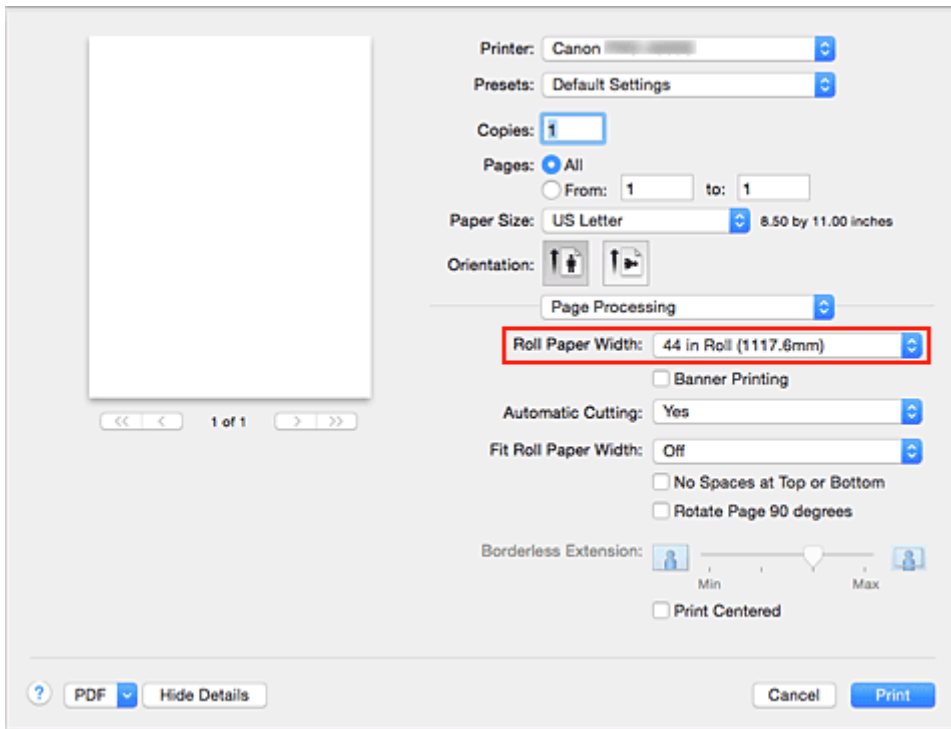 Printer: Canon
Presets: Default Settings
Copies: 1
Pages: All
From: 1 to: 1
Paper Size: US Letter 8.50 by 11.00 inches
Orientation:
Page Processing
Roll Paper Width: 44 in Roll (1117.6mm)
Banner Printing
1 of 1
Automatic Cutting: Yes
Fit Roll Paper Width: Off
No Spaces at Top or Bottom
Rotate Page 90 degrees
Borderless Extension:
Min Max
Print Centered
? PDF Hide Details Cancel Print